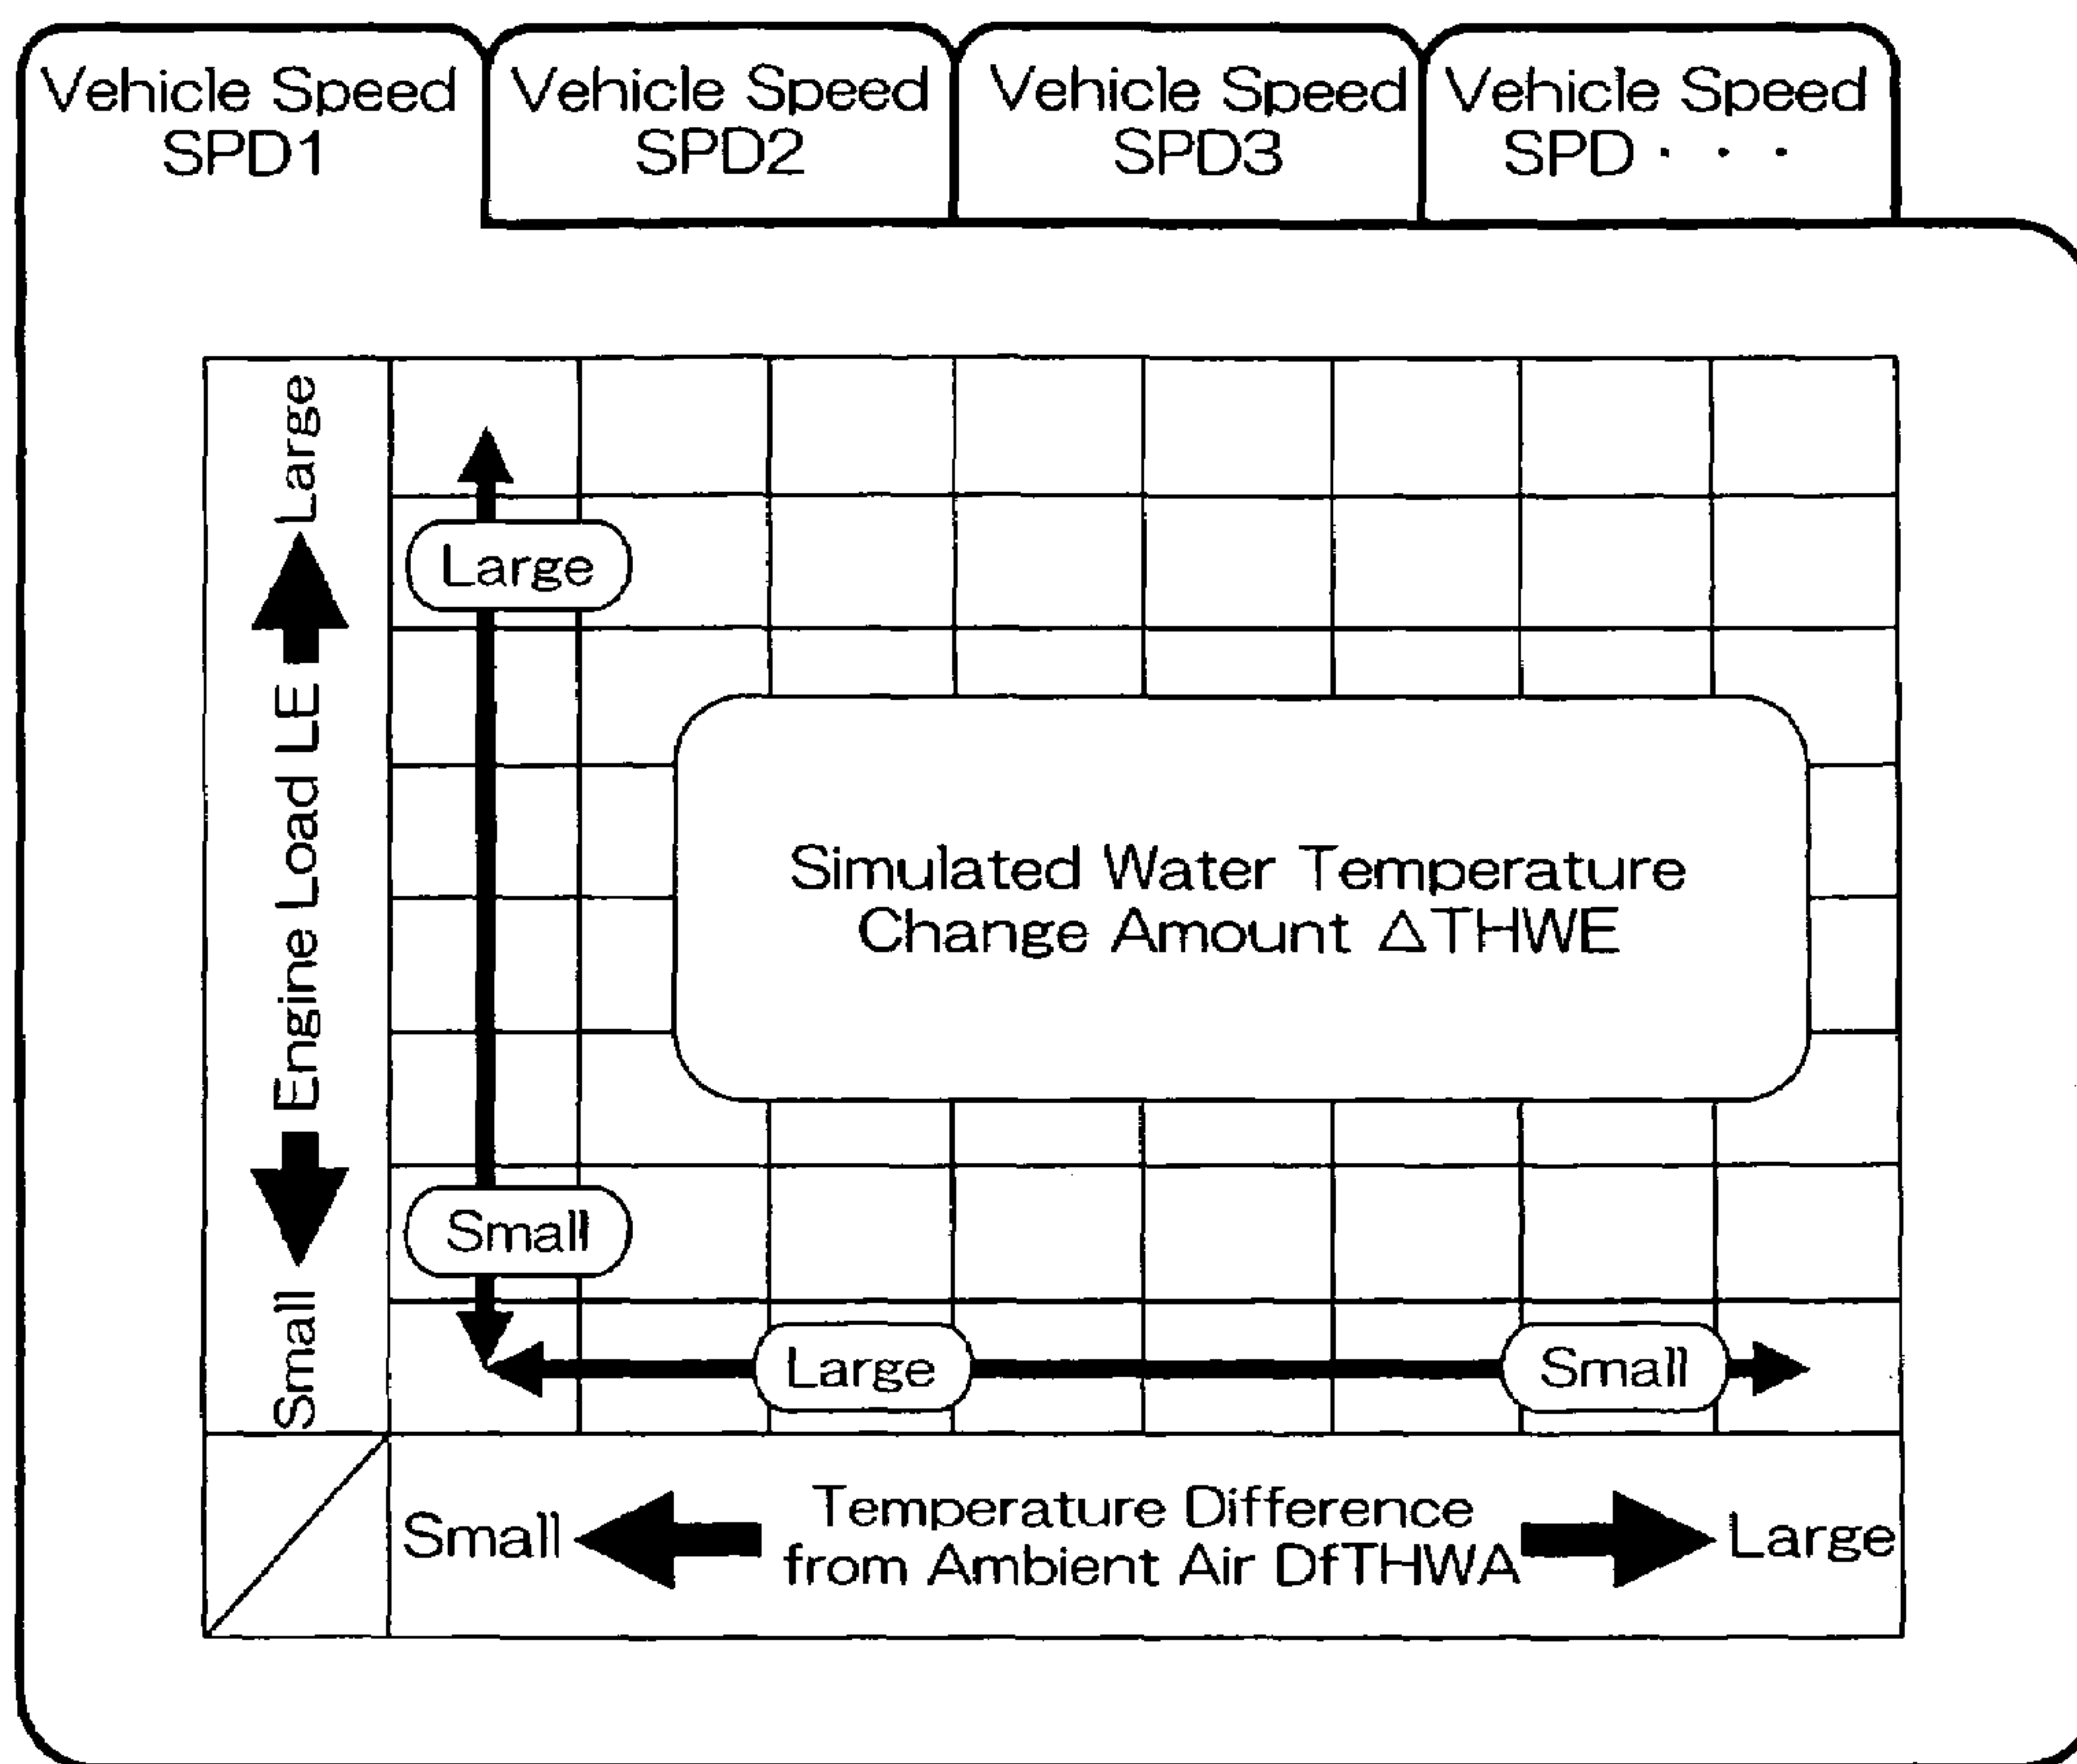 Vehicle Speed
SPD1
Vehicle Speed
SPD2
Vehicle Speed
SPD3
Vehicle Speed
SPD · · ·
Large
Engine Load LE
Small
Large
Small
Simulated Water Temperature
Change Amount △THWE
Large
Small
Small
Temperature Difference
from Ambient Air DfTHWA
Large